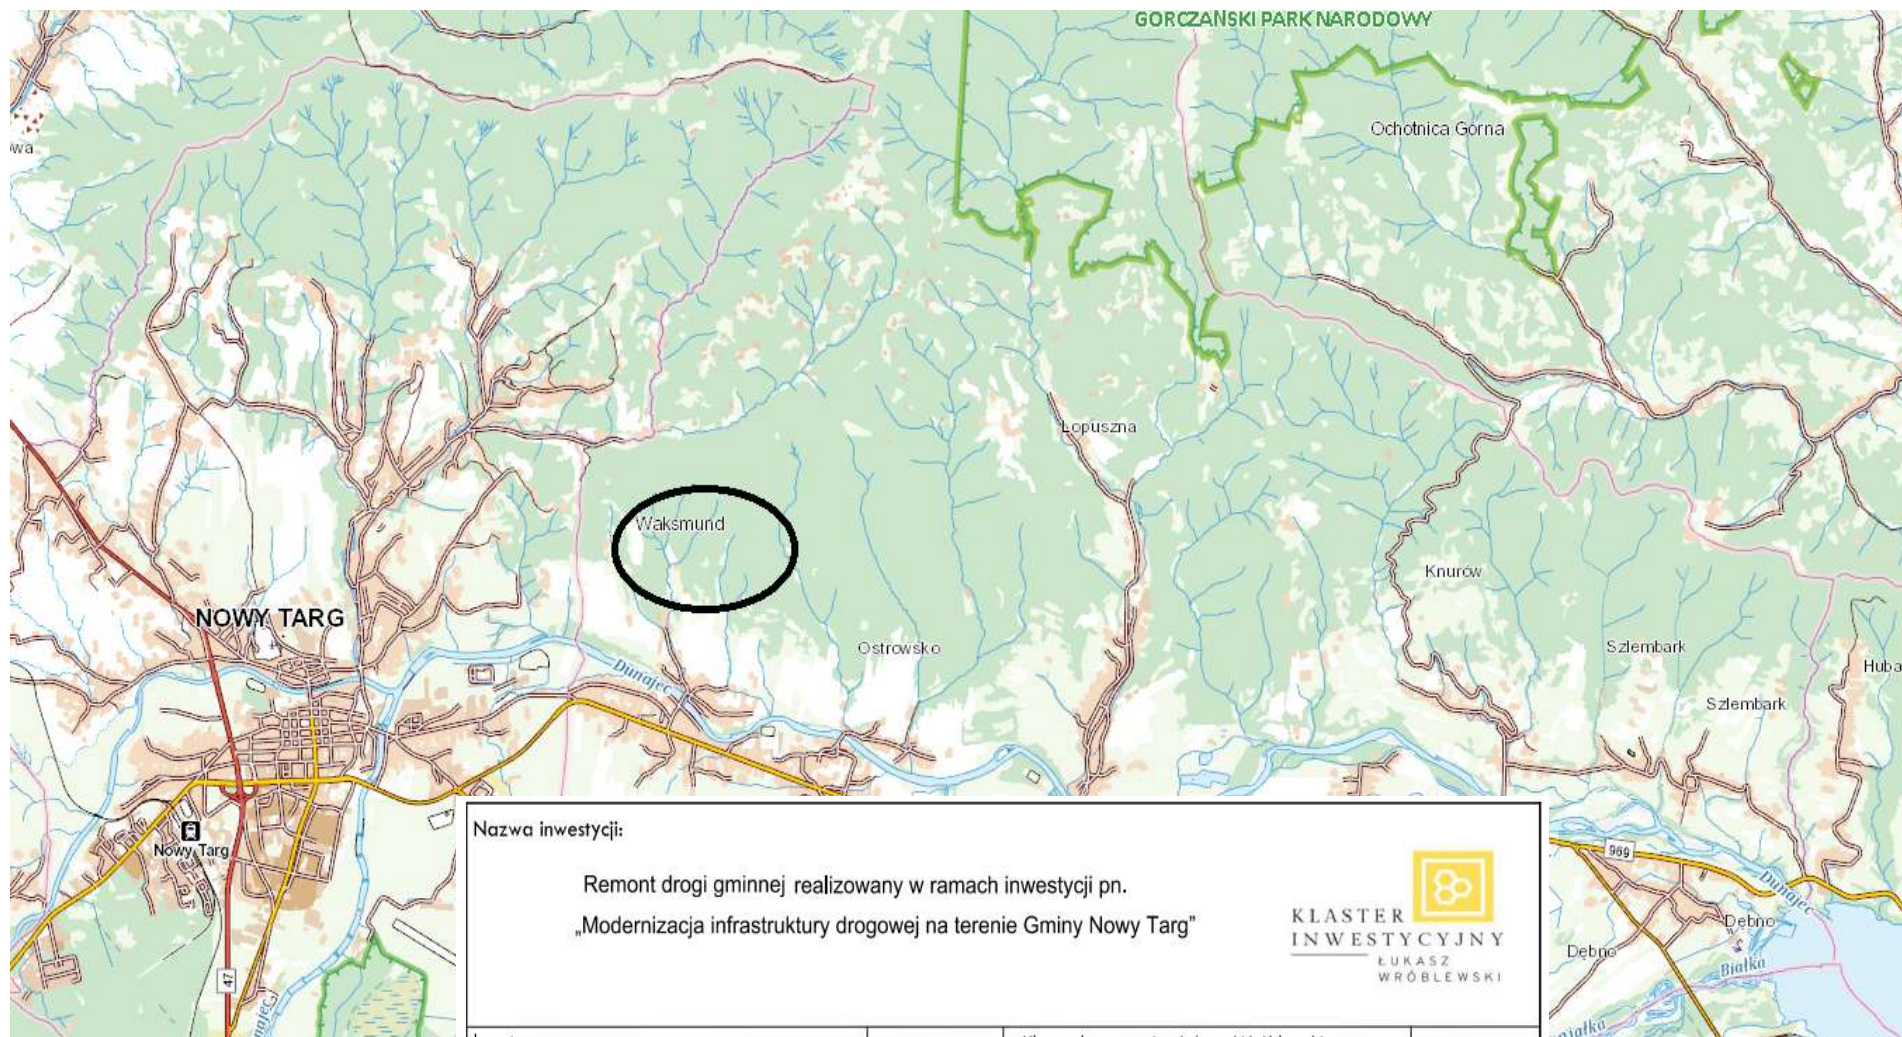 GORCZAŃSKI PARK NARODOWY
Ochotnica Górna
wa
Łopuszna
Waksmund
Knurów
NOWY TARG
Ostrowsko
Szlembark
Huba
Dunajec
Szlembark
Nowy Targ
Nazwa inwestycji:
Remont drogi gminnej realizowany w ramach inwestycji pn.
„Modernizacja infrastruktury drogowej na terenie Gminy Nowy Targ”
KLASTER
INWESTYCYJNY
ŁUKASZ
WRÓBLEWSKI
969
Dunajec
Dębno
Dębno
Białka
47